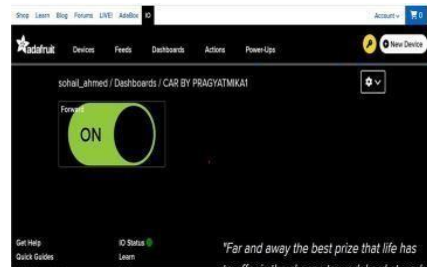 Shop Learn Blog Forums LIVE! AdaBox IO Account 0
adafruit Devices Feeds Dashboards Actions Power-Ups New Device
sohail_ahmed / Dashboards / CAR BY PRAGYATMIKA1
Forward
ON
Get Help IO Status "Far and away the best prize that life has
Quick Guides Learn